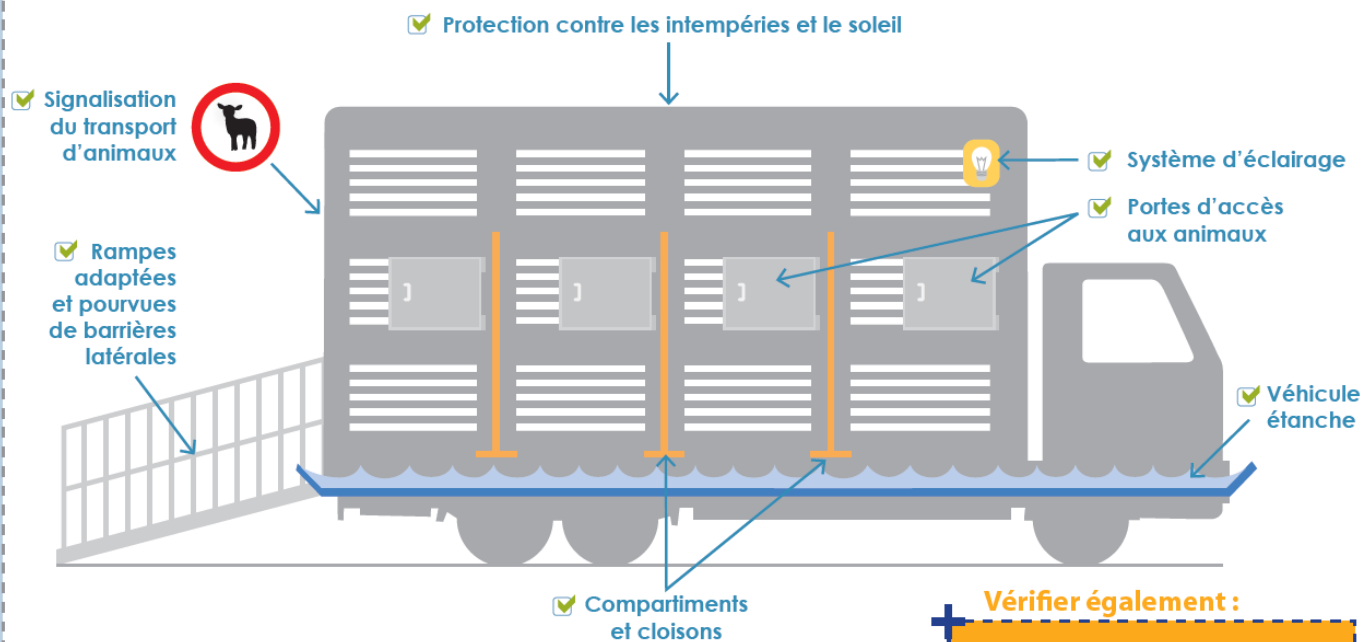 Protection contre les intempéries et le soleil
Signalisation
du transport
d'animaux
Système d'éclairage
Portes d'accès
aux animaux
Rampes
adaptées
et pourvues
de barrières
latérales
Véhicule
étanche
Compartiments
et cloisons
Vérifier également :